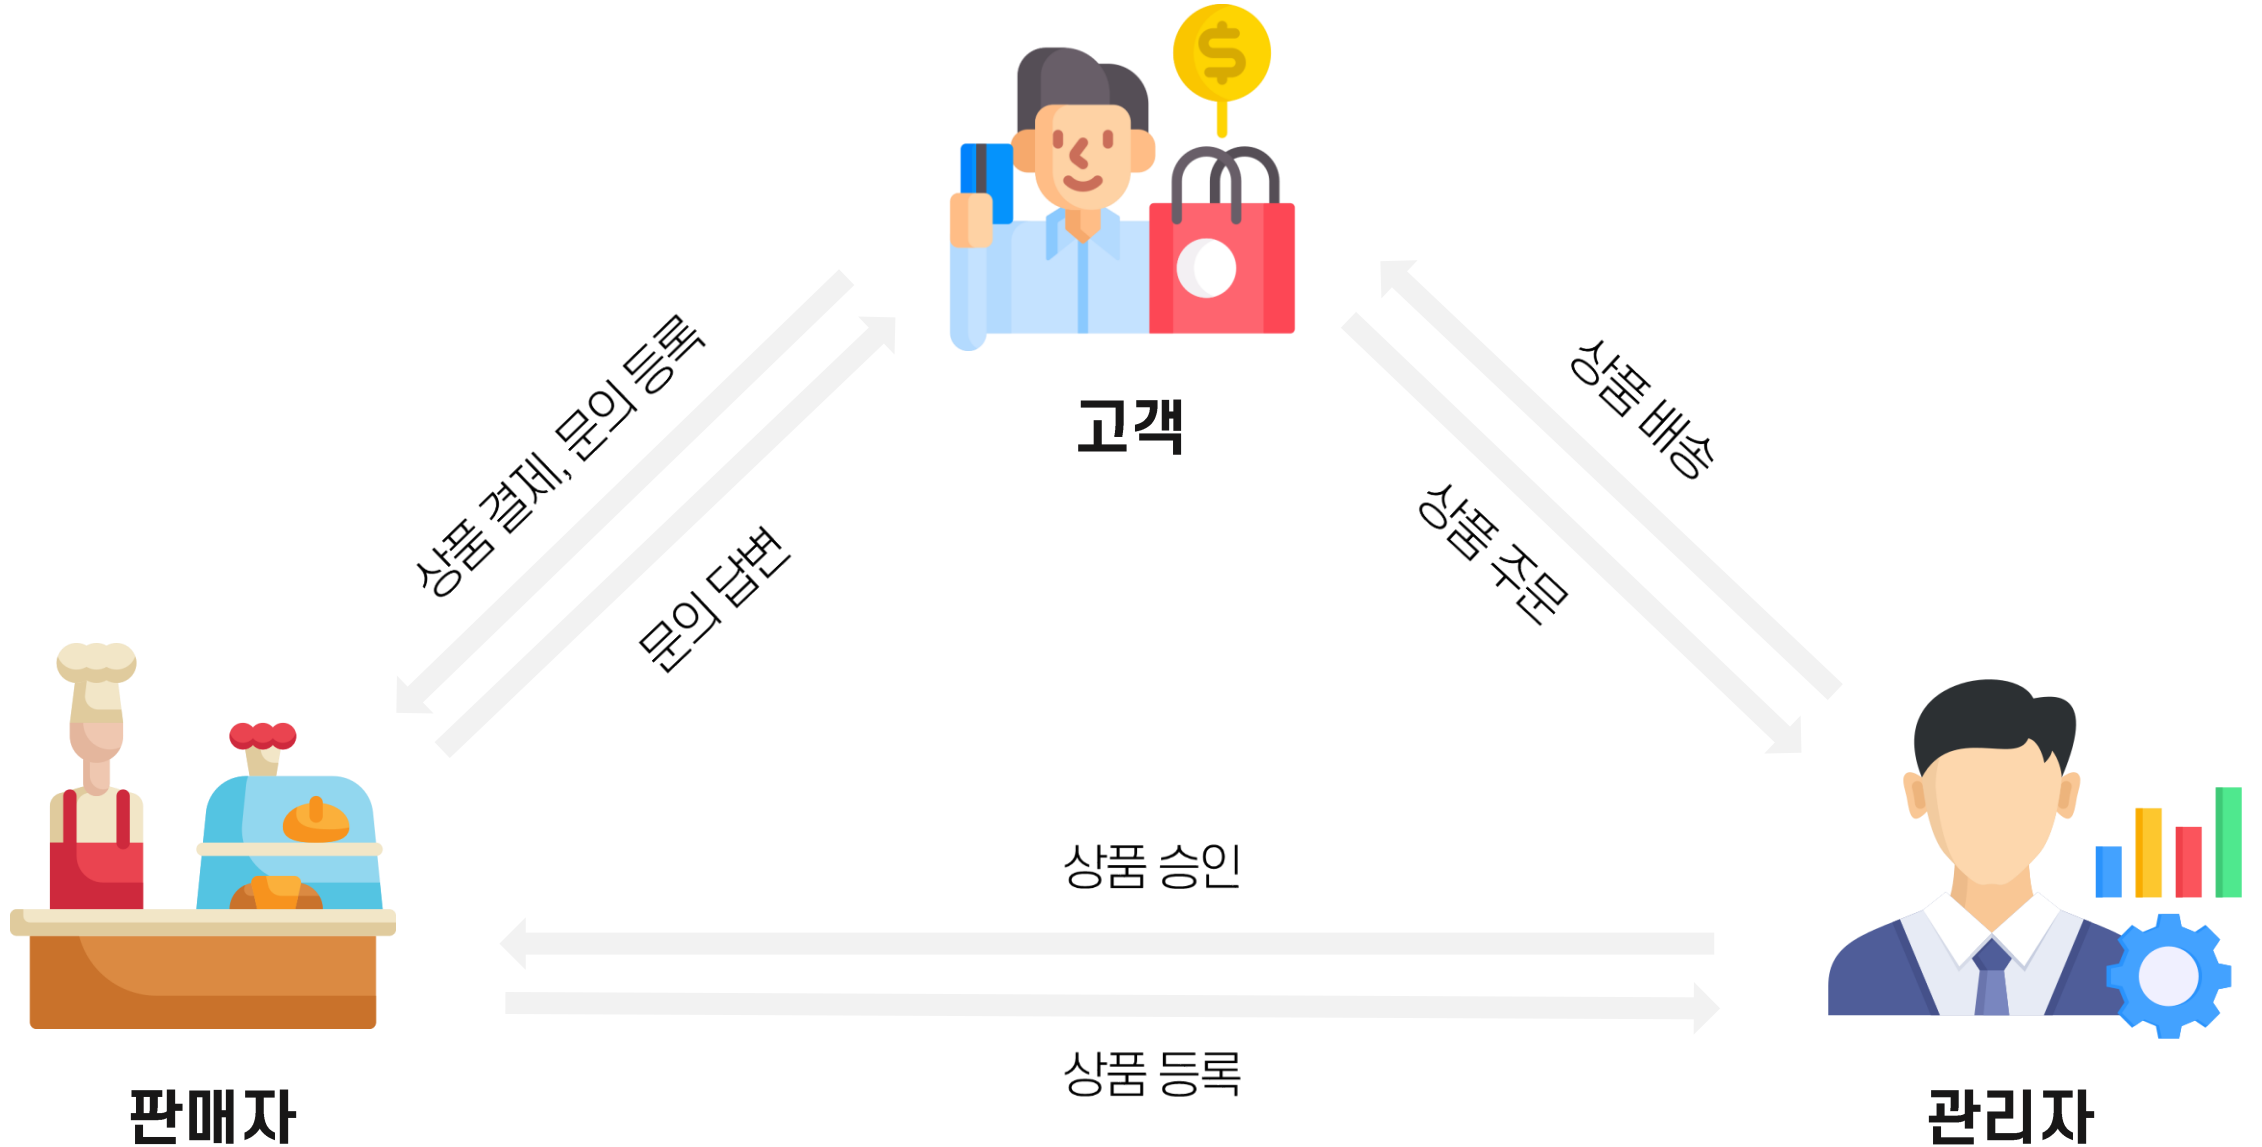 고객
상품 결제, 문의 등록
문의 답변
상품 배송
상품 주문
상품 승인
상품 등록
판매자
관리자